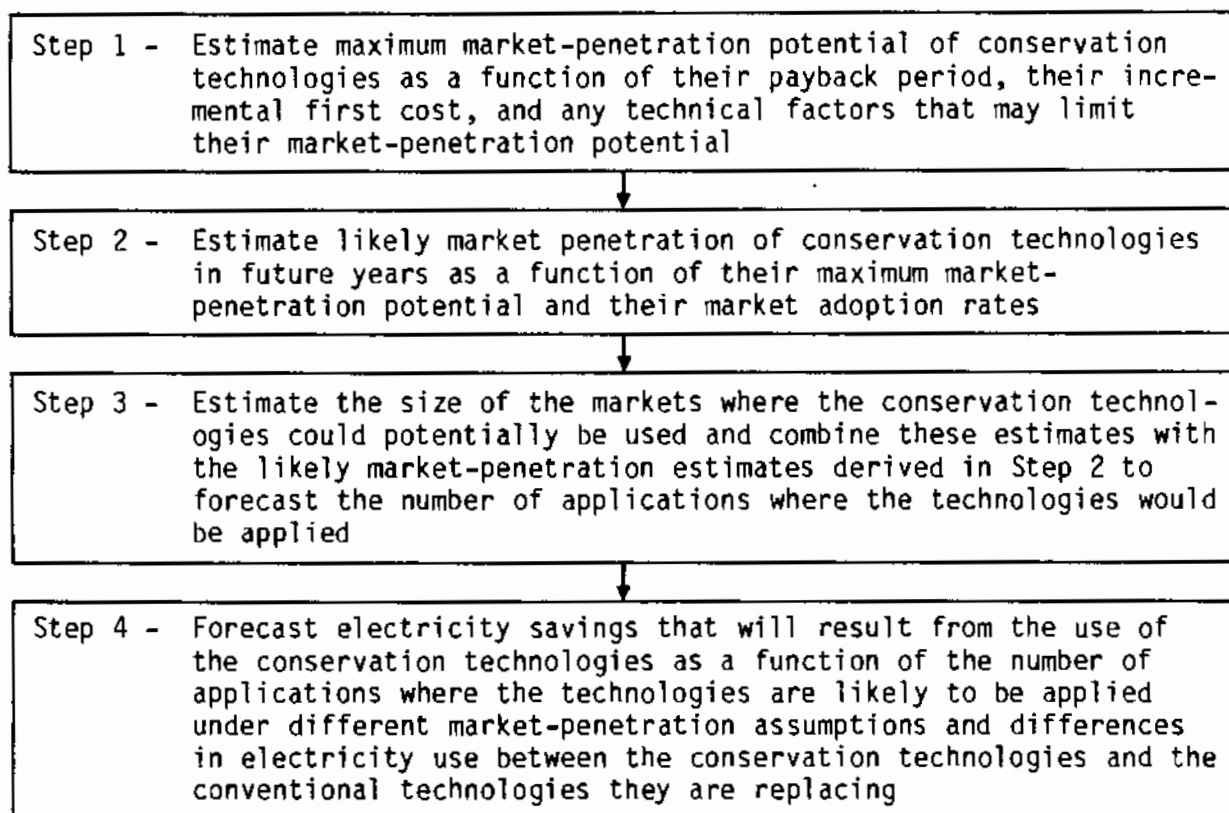 Step 1 - Estimate maximum market-penetration potential of conservation
technologies as a function of their payback period, their incre-
mental first cost, and any technical factors that may limit
their market-penetration potential
Step 2 - Estimate likely market penetration of conservation technologies
in future years as a function of their maximum market-
penetration potential and their market adoption rates
Step 3 - Estimate the size of the markets where the conservation technol-
ogies could potentially be used and combine these estimates with
the likely market-penetration estimates derived in Step 2 to
forecast the number of applications where the technologies would
be applied
Step 4 - Forecast electricity savings that will result from the use of
the conservation technologies as a function of the number of
applications where the technologies are likely to be applied
under different market-penetration assumptions and differences
in electricity use between the conservation technologies and the
conventional technologies they are replacing